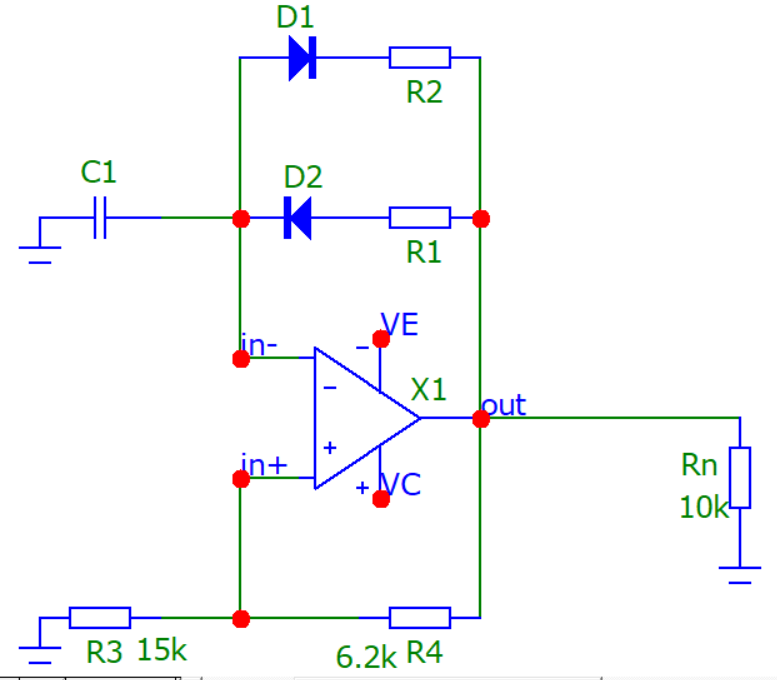 D1
R2
C1
D2
R1
VE
in-
−
−
X1
out
+
in+
+
VC
Rn
10k
R3 15k
6.2k R4